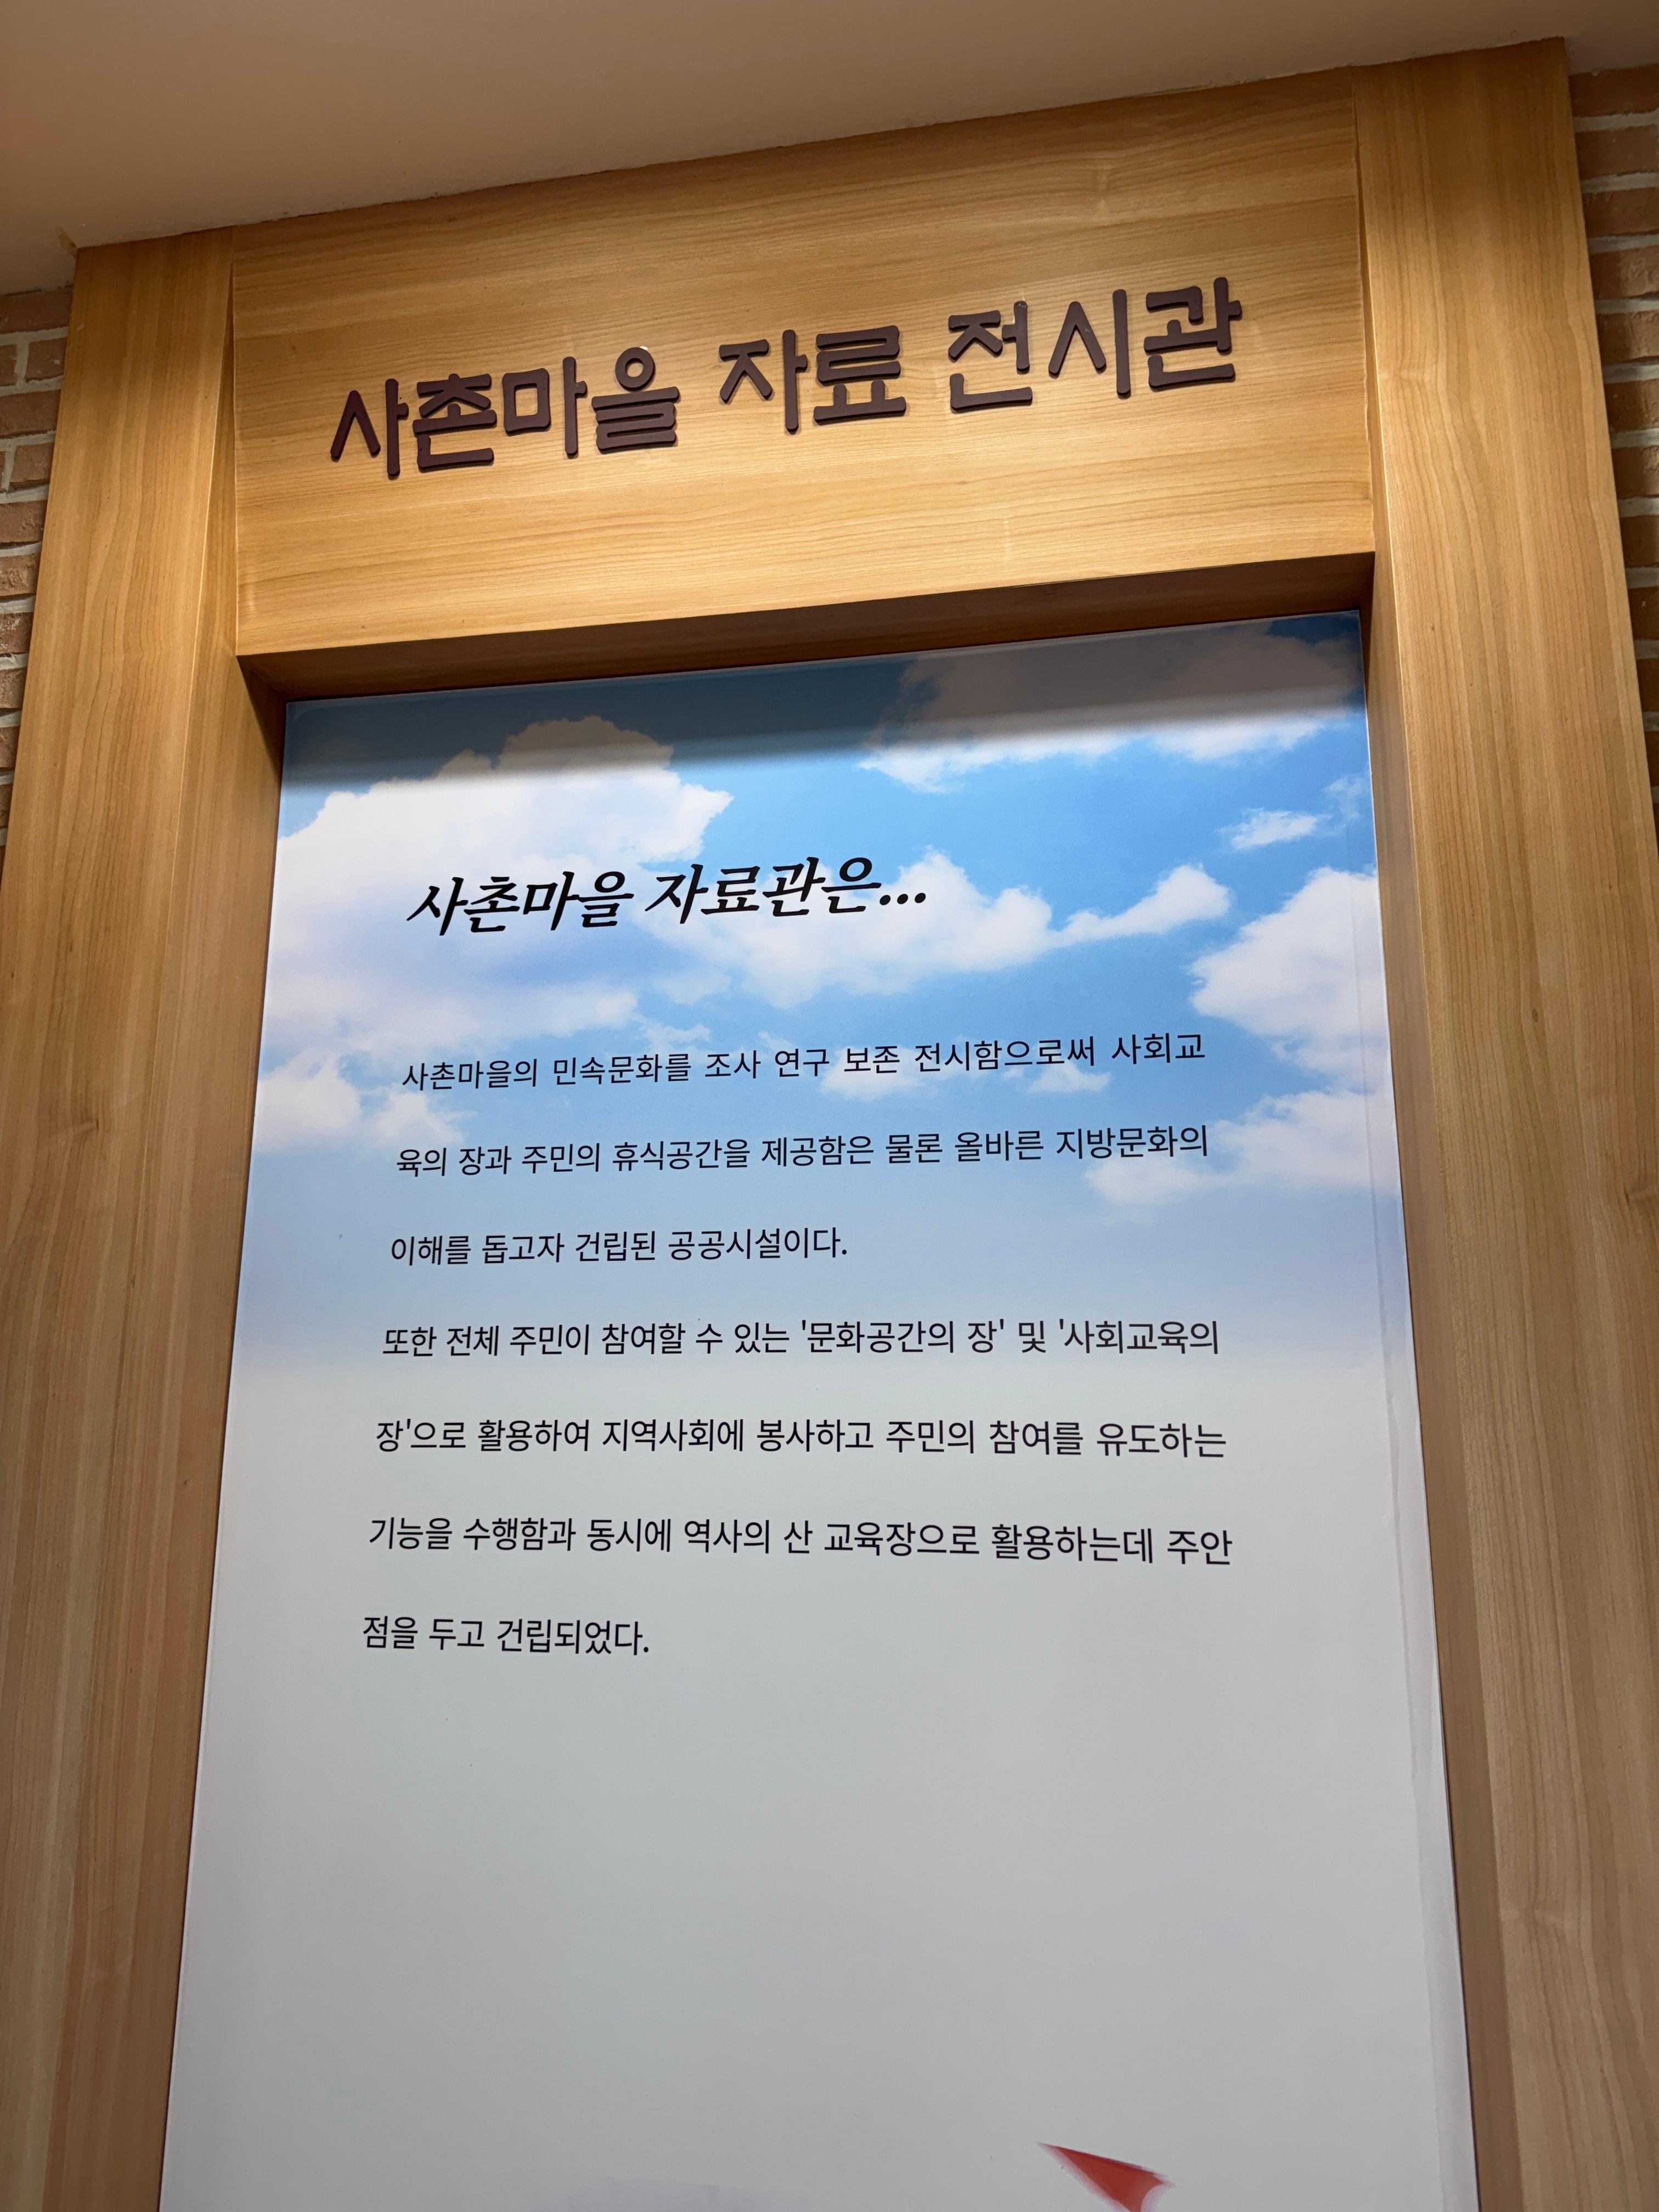 사촌마을 자료 전시관
사촌마을 자료관은...
사촌마을의 민속문화를 조사 연구 보존 전시함으로써 사회교
육의 장과 주민의 휴식공간을 제공함은 물론 올바른 지방문화의
이해를 돕고자 건립된 공공시설이다.
또한 전체 주민이 참여할 수 있는 '문화공간의 장' 및 '사회교육의
장'으로 활용하여 지역사회에 봉사하고 주민의 참여를 유도하는
기능을 수행함과 동시에 역사의 산 교육장으로 활용하는데 주안
점을 두고 건립되었다.